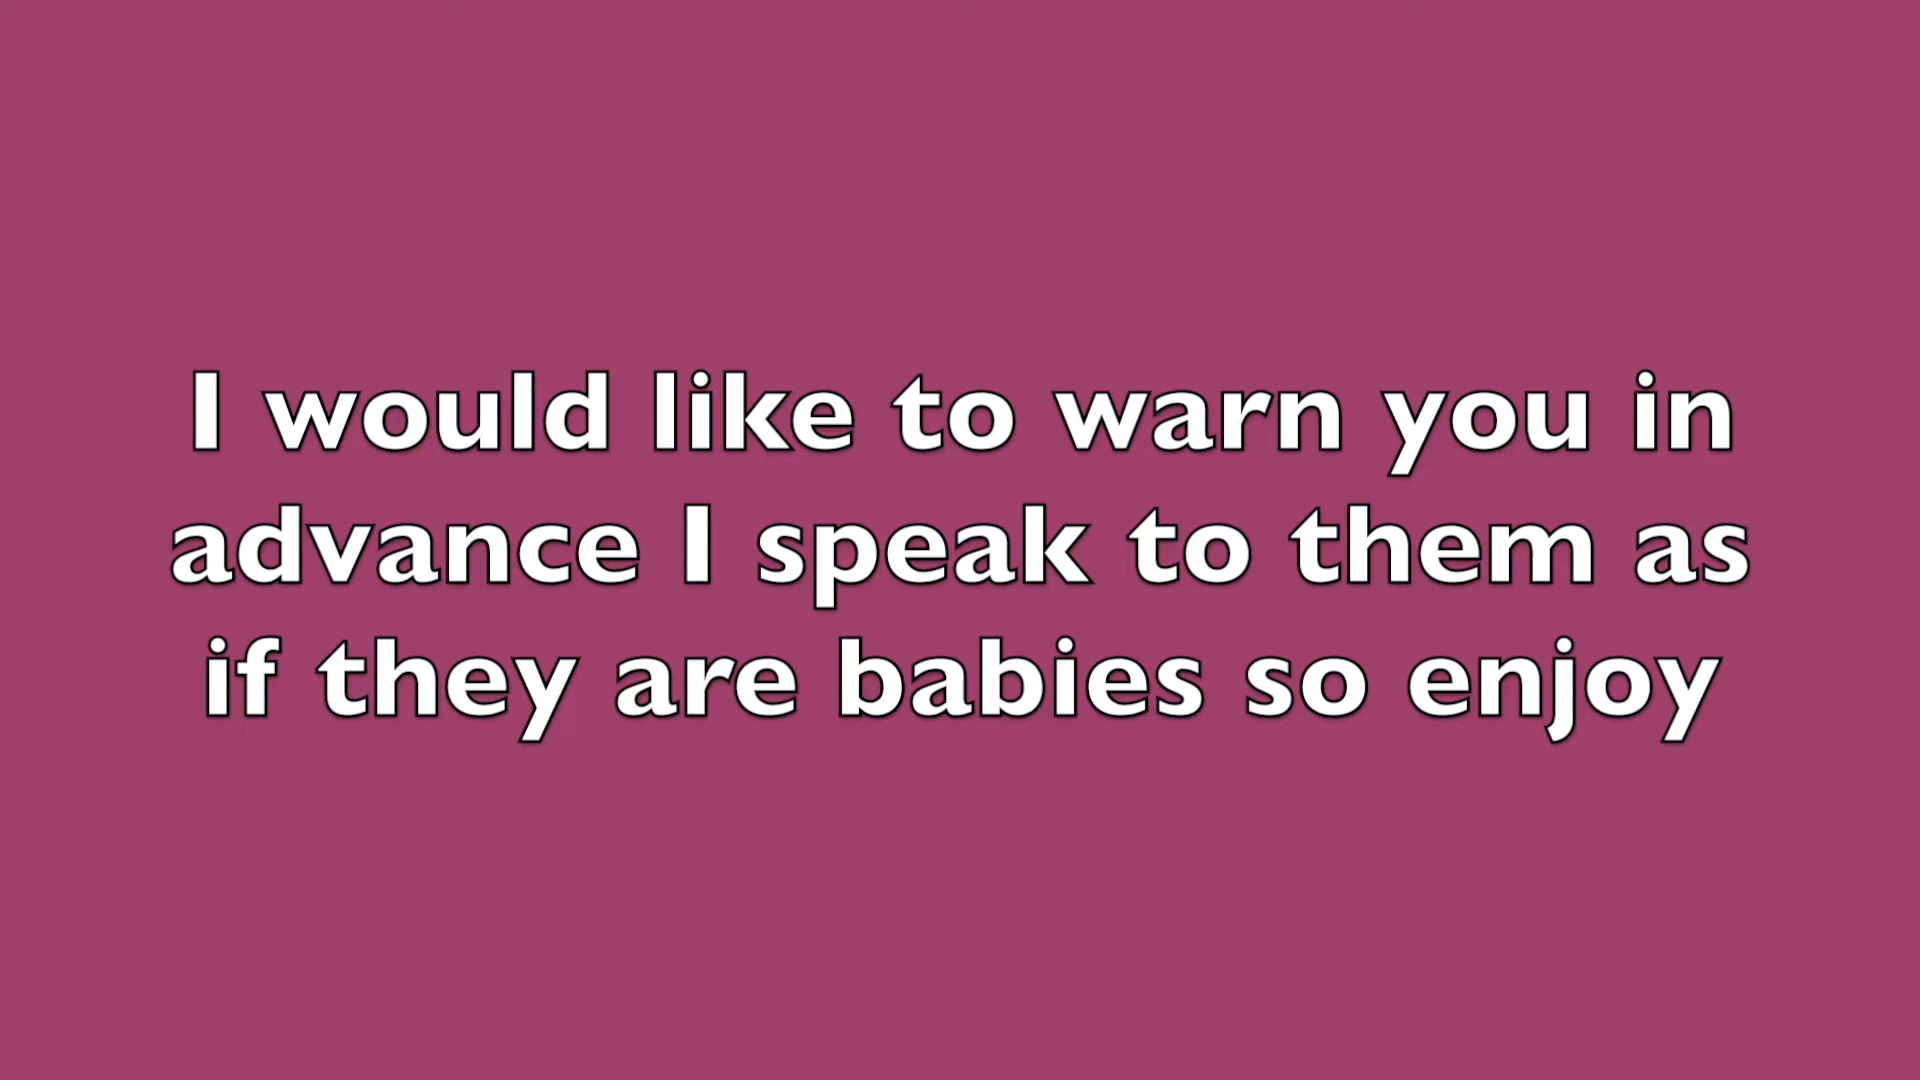 I would like to warn you in
advance I speak to them as
if they are babies so enjoy